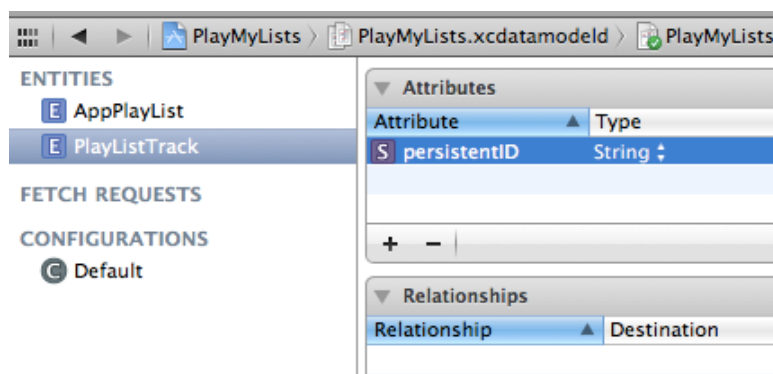 PlayMyLists PlayMyLists.xcdatamodeld PlayMyLists
ENTITIES
E AppPlayList
E PlayListTrack
FETCH REQUESTS
CONFIGURATIONS
C Default
Attributes
Attribute Type
S persistentID String
+ −
Relationships
Relationship Destination